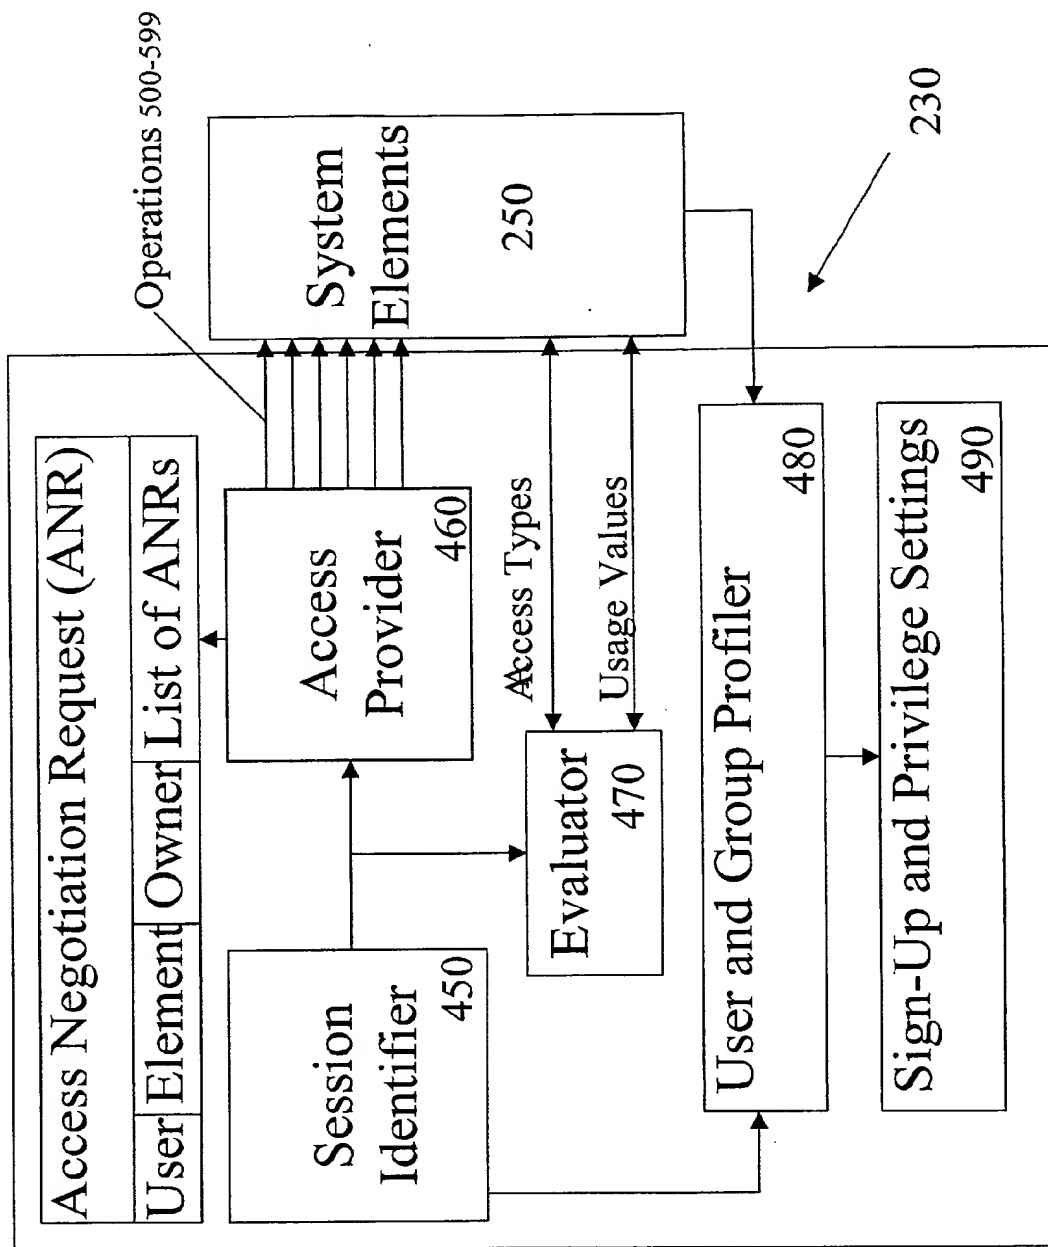 Access Negotiation Request (ANR)
User
Element
Owner
List of ANRs
Operations 500-599
Session
Identifier
450
Access
Provider
460
System
Elements
250
Evaluator
470
Access Types
Usage Values
User and Group Profiler
480
Sign-Up and Privilege Settings
490
230